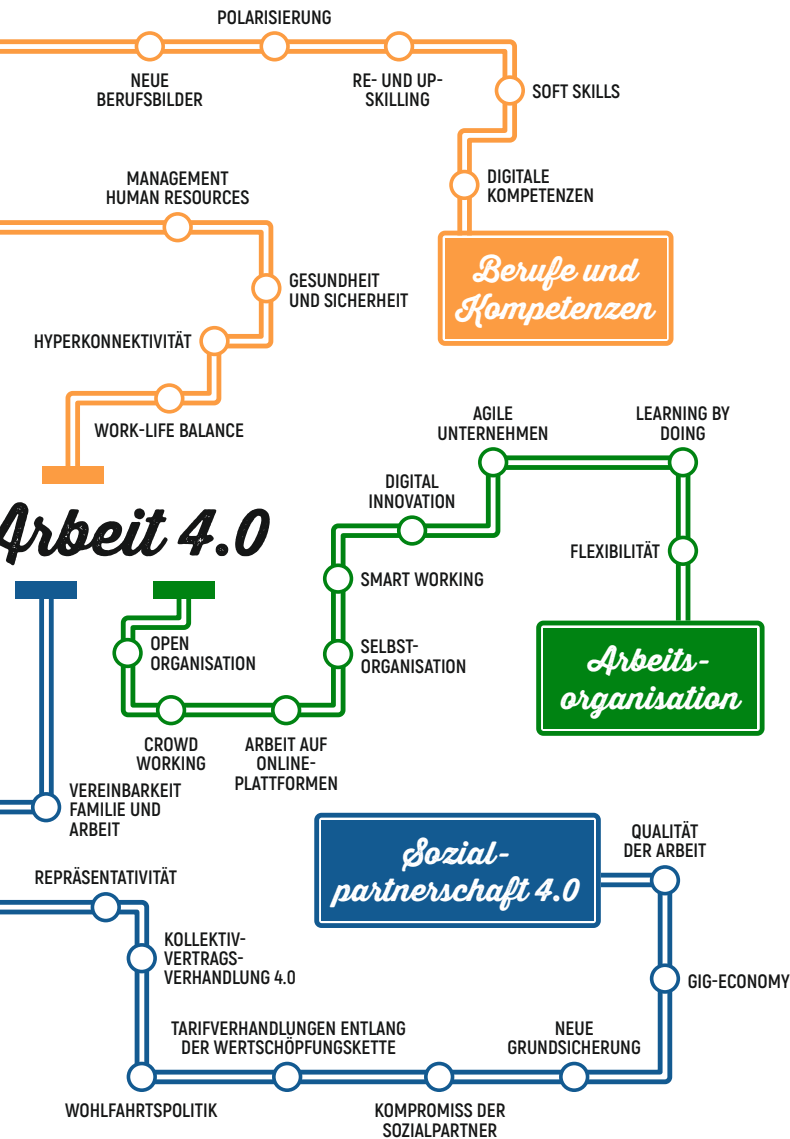 POLARISIERUNG
NEUE
BERUFSBILDER
RE- UND UP-
SKILLING
SOFT SKILLS
DIGITALE
KOMPETENZEN
MANAGEMENT
HUMAN RESOURCES
Berufe und
Kompetenzen
GESUNDHEIT
UND SICHERHEIT
HYPERKONNEKTIVITÄT
WORK-LIFE BALANCE
Arbeit 4.0
AGILE
UNTERNEHMEN
LEARNING BY
DOING
DIGITAL
INNOVATION
FLEXIBILITÄT
SMART WORKING
OPEN
ORGANISATION
SELBST-
ORGANISATION
Arbeits-
organisation
CROWD
WORKING
ARBEIT AUF
ONLINE-
PLATTFORMEN
VEREINBARKEIT
FAMILIE UND
ARBEIT
Sozial-
partnerschaft 4.0
QUALITÄT
DER ARBEIT
REPRÄSENTATIVITÄT
KOLLEKTIV-
VERTRAGS-
VERHANDLUNG 4.0
GIG-ECONOMY
TARIFVERHANDLUNGEN ENTLANG
DER WERTSCHÖPFUNGSKETTE
NEUE
GRUNDSICHERUNG
WOHLFAHRTSPOLITIK
KOMPROMISS DER
SOZIALPARTNER